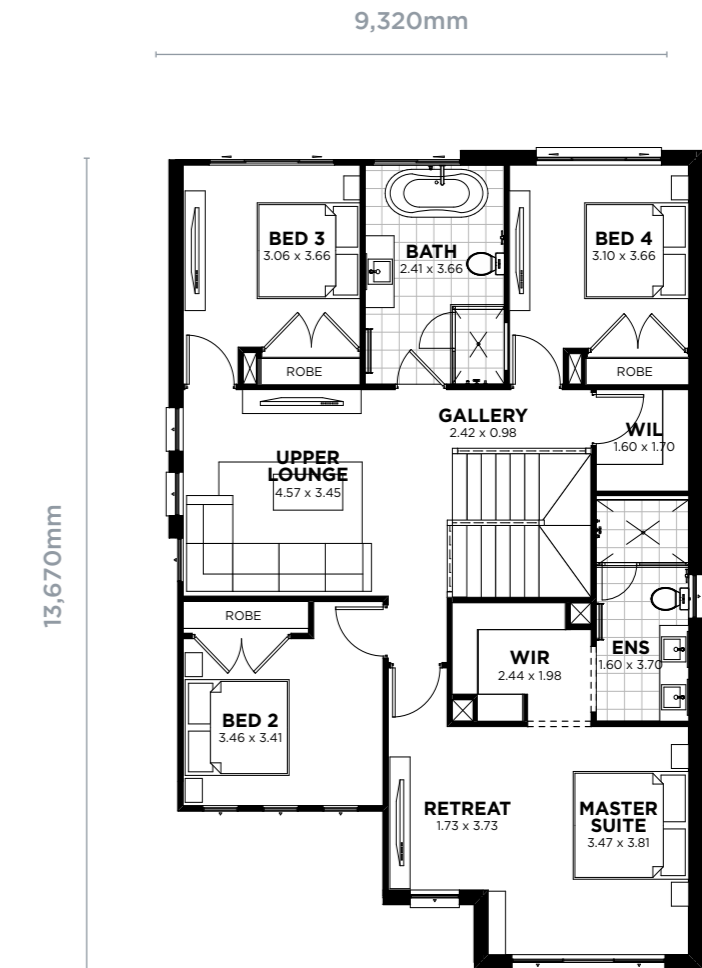 9,320mm
13,670mm
BED 3
3.06 x 3.66
BATH
2.41 x 3.66
BED 4
3.10 x 3.66
ROBE
ROBE
GALLERY
2.42 x 0.98
WIL
1.60 x 1.70
UPPER
LOUNGE
4.57 x 3.45
ROBE
WIR
2.44 x 1.98
ENS
1.60 x 3.70
BED 2
3.46 x 3.41
RETREAT
1.73 x 3.73
MASTER
SUITE
3.47 x 3.81